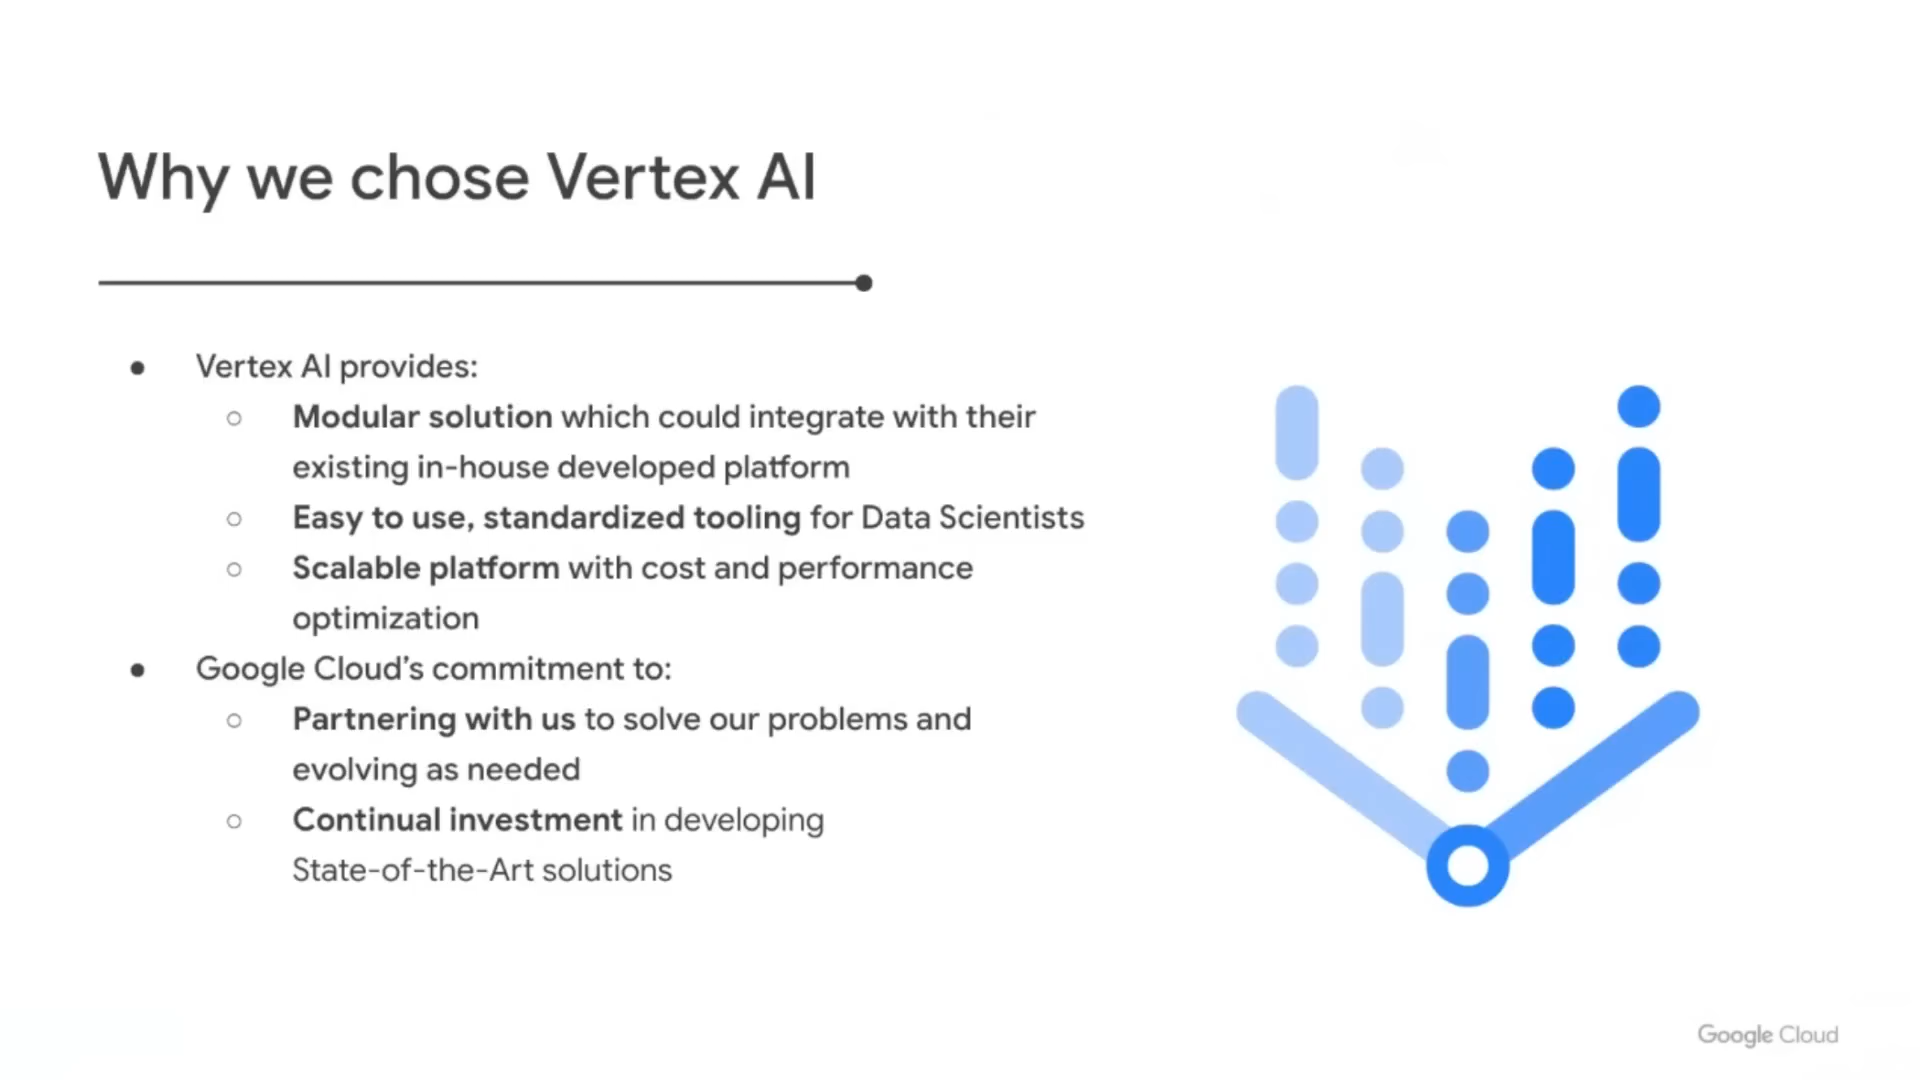 Why we chose Vertex AI
● Vertex AI provides:
○ Modular solution which could integrate with their
existing in-house developed platform
○ Easy to use, standardized tooling for Data Scientists
○ Scalable platform with cost and performance
optimization
● Google Cloud’s commitment to:
○ Partnering with us to solve our problems and
evolving as needed
○ Continual investment in developing
State-of-the-Art solutions
Google Cloud